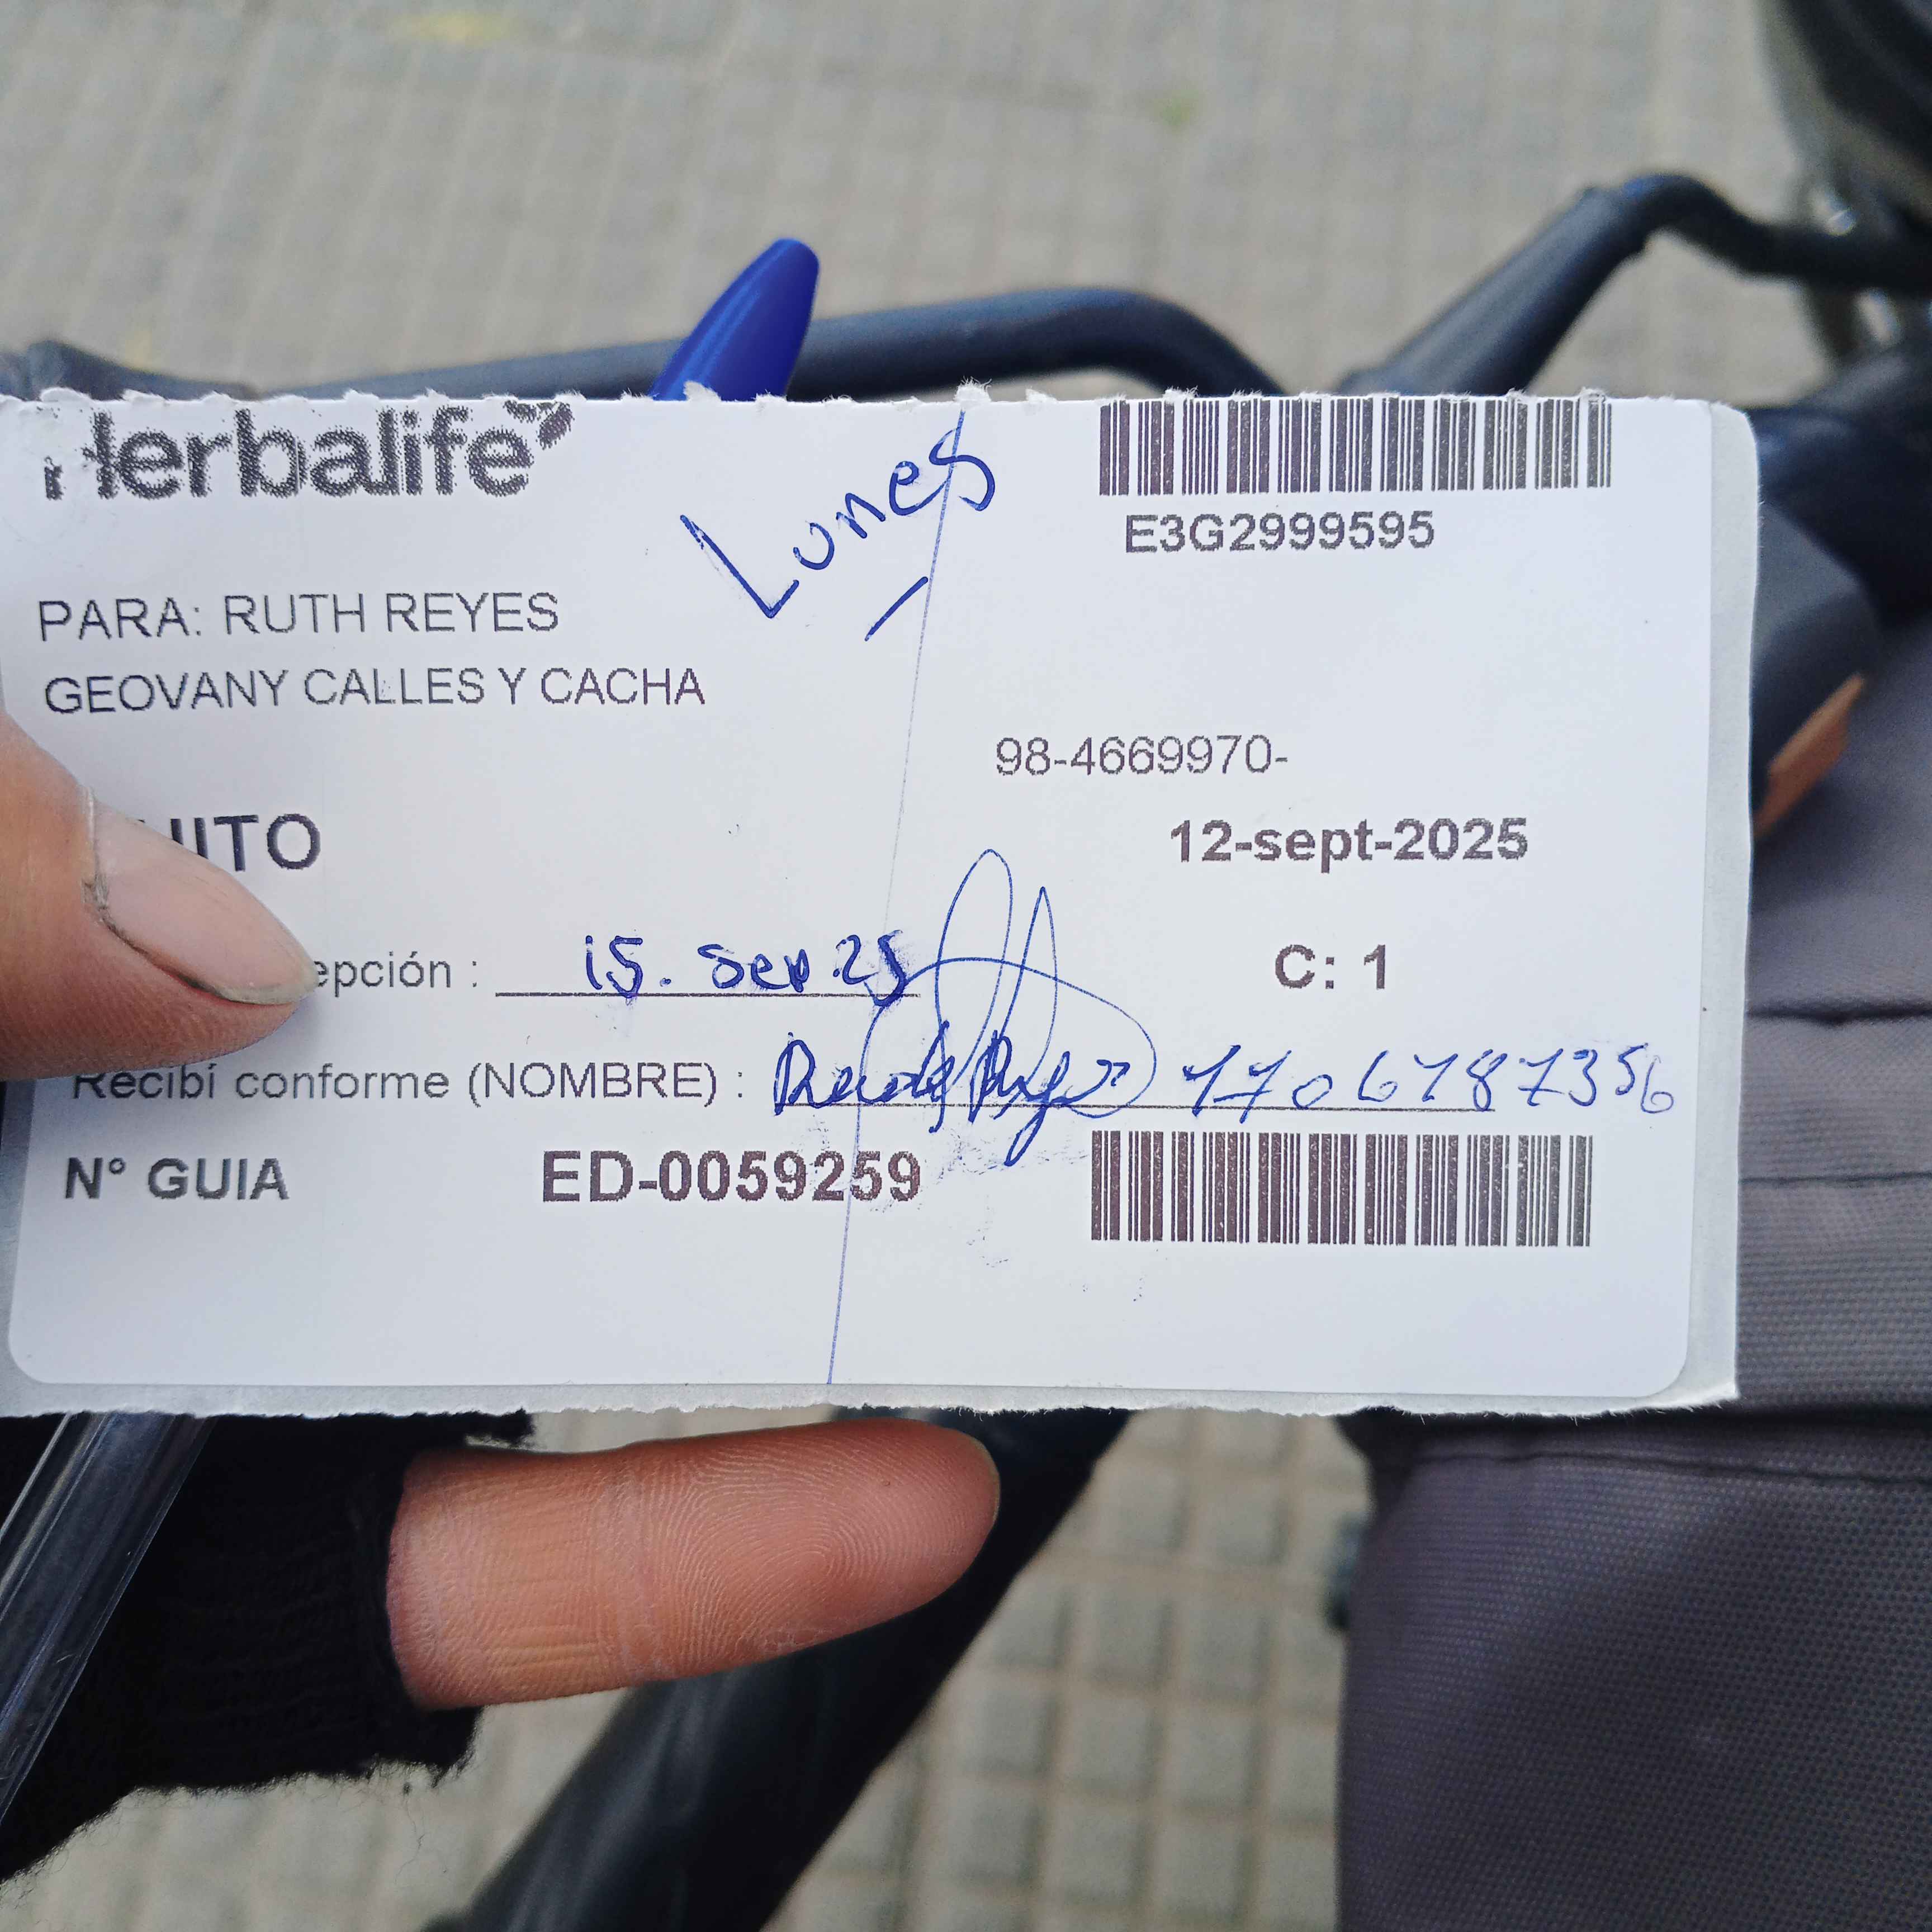 Herbalife
Lunes
E3G2999595
PARA: RUTH REYES
GEOVANY CALLES Y CACHA
98-4669970-
UITO
12-sept-2025
epción : 15. Sep. 25
C: 1
Recibí conforme (NOMBRE) :
N° GUIA ED-0059259